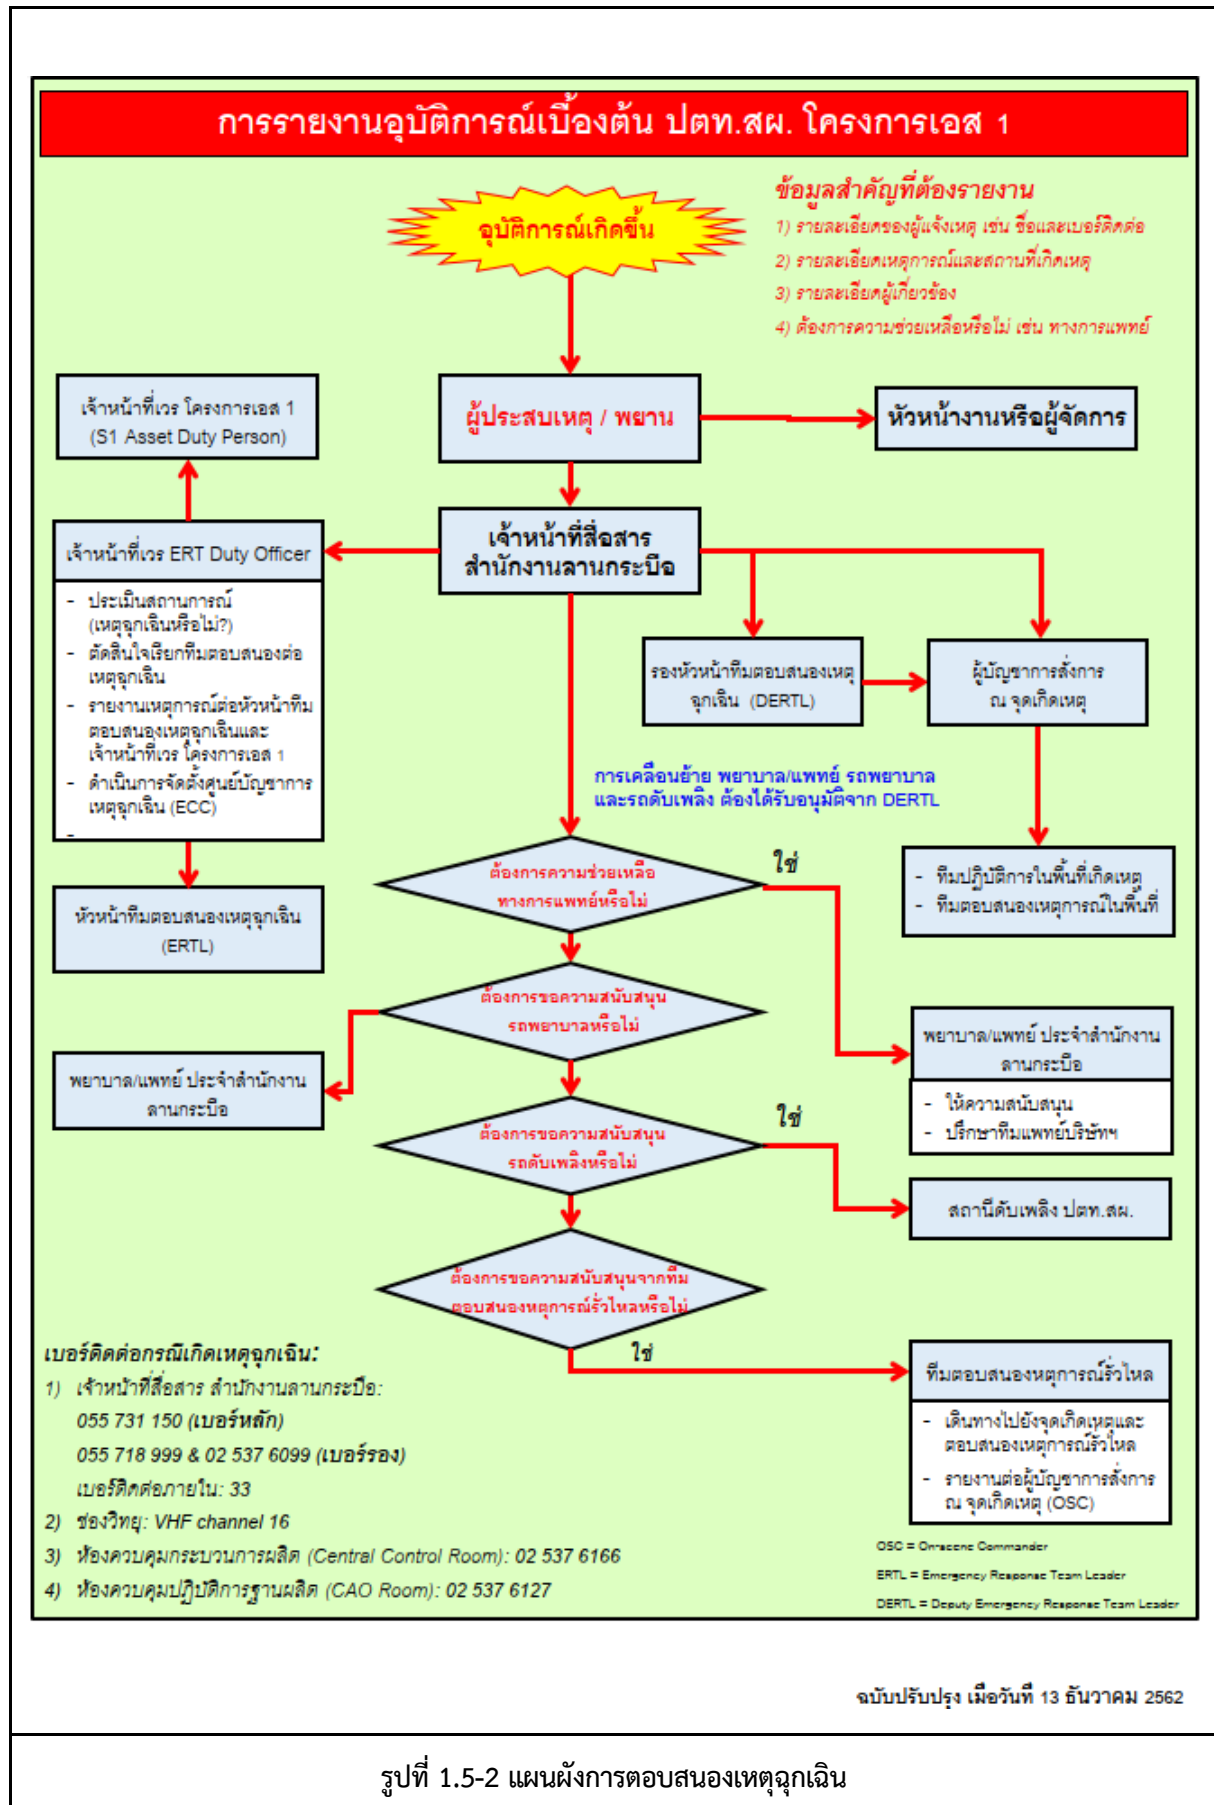 การรายงานอุบัติการณ์เบื้องต้น ปตท.สผ. โครงการเอส 1
อุบัติการณ์เกิดขึ้น
ข้อมูลสำคัญที่ต้องรายงาน
1) รายละเอียดของผู้แจ้งเหตุ เช่น ชื่อและเบอร์ติดต่อ
2) รายละเอียดเหตุการณ์และสถานที่เกิดเหตุ
3) รายละเอียดผู้เกี่ยวข้อง
4) ต้องการความช่วยเหลือหรือไม่ เช่น ทางการแพทย์
เจ้าหน้าที่เวร โครงการเอส 1
(S1 Asset Duty Person)
ผู้ประสบเหตุ / พยาน
หัวหน้างานหรือผู้จัดการ
เจ้าหน้าที่เวร ERT Duty Officer
- ประเมินสถานการณ์
(เหตุฉุกเฉินหรือไม่?)
- ตัดสินใจเรียกทีมตอบสนองต่อ
เหตุฉุกเฉิน
- รายงานเหตุการณ์ต่อหัวหน้าทีม
ตอบสนองเหตุฉุกเฉินและ
เจ้าหน้าที่เวร โครงการเอส 1
- ดำเนินการจัดตั้งศูนย์บัญชาการ
เหตุฉุกเฉิน (ECC)
-
เจ้าหน้าที่สื่อสาร
สำนักงานลานกระบือ
รองหัวหน้าทีมตอบสนองเหตุ
ฉุกเฉิน (DERTL)
ผู้บัญชาการสั่งการ
ณ จุดเกิดเหตุ
การเคลื่อนย้าย พยาบาล/แพทย์ รถพยาบาล
และรถดับเพลิง ต้องได้รับอนุมัติจาก DERTL
ต้องการความช่วยเหลือ
ทางการแพทย์หรือไม่
ใช่
- ทีมปฏิบัติการในพื้นที่เกิดเหตุ
- ทีมตอบสนองเหตุการณ์ในพื้นที่
หัวหน้าทีมตอบสนองเหตุฉุกเฉิน
(ERTL)
ต้องการขอความสนับสนุน
รถพยาบาลหรือไม่
พยาบาล/แพทย์ ประจำสำนักงาน
ลานกระบือ
พยาบาล/แพทย์ ประจำสำนักงาน
ลานกระบือ
- ให้ความสนับสนุน
- ปรึกษาทีมแพทย์บริษัทฯ
ต้องการขอความสนับสนุน
รถดับเพลิงหรือไม่
ใช่
สถานีดับเพลิง ปตท.สผ.
ต้องการขอความสนับสนุนจากทีม
ตอบสนองหตุการณ์รั่วไหลหรือไม่
ใช่
ทีมตอบสนองหตุการณ์รั่วไหล
- เดินทางไปยังจุดเกิดเหตุและ
ตอบสนองเหตุการณ์รั่วไหล
- รายงานต่อผู้บัญชาการสั่งการ
ณ จุดเกิดเหตุ (OSC)
เบอร์ติดต่อกรณีเกิดเหตุฉุกเฉิน:
1) เจ้าหน้าที่สื่อสาร สำนักงานลานกระบือ:
055 731 150 (เบอร์หลัก)
055 718 999 & 02 537 6099 (เบอร์รอง)
เบอร์ติดต่อภายใน: 33
2) ช่องวิทยุ: VHF channel 16
3) ห้องควบคุมกระบวนการผลิต (Central Control Room): 02 537 6166
4) ห้องควบคุมปฏิบัติการฐานผลิต (CAO Room): 02 537 6127
OSC = On-scene Commander
ERTL = Emergency Response Team Leader
DERTL = Deputy Emergency Response Team Leader
ฉบับปรับปรุง เมื่อวันที่ 13 ธันวาคม 2562
รูปที่ 1.5-2 แผนผังการตอบสนองเหตุฉุกเฉิน